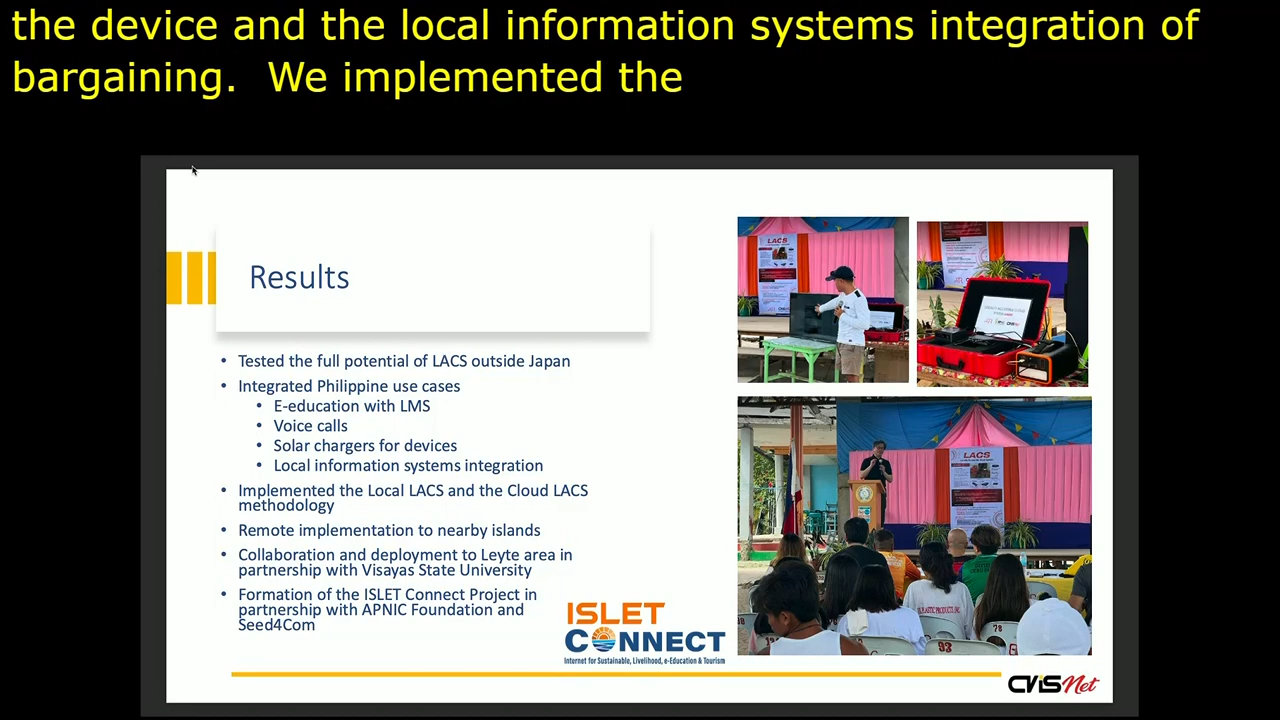 the device and the local information systems integration of
bargaining.  We implemented the
Results
• Tested the full potential of LACS outside Japan
• Integrated Philippine use cases
• E-education with LMS
• Voice calls
• Solar chargers for devices
• Local information systems integration
• Implemented the Local LACS and the Cloud LACS
methodology
• Remote implementation to nearby islands
• Collaboration and deployment to Leyte area in
partnership with Visayas State University
• Formation of the ISLET Connect Project in
partnership with APNIC Foundation and
Seed4Com
ISLET
CONNECT
Internet for Sustainable, Livelihood, e-Education & Tourism
LACS
LACS
CViSNet